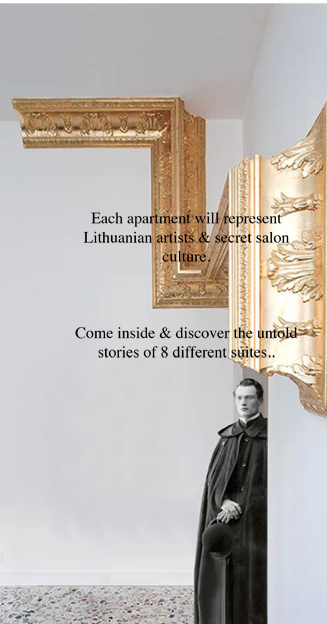 Each apartment will represent
Lithuanian artists & secret salon
culture.
Come inside & discover the untold
stories of 8 different suites..